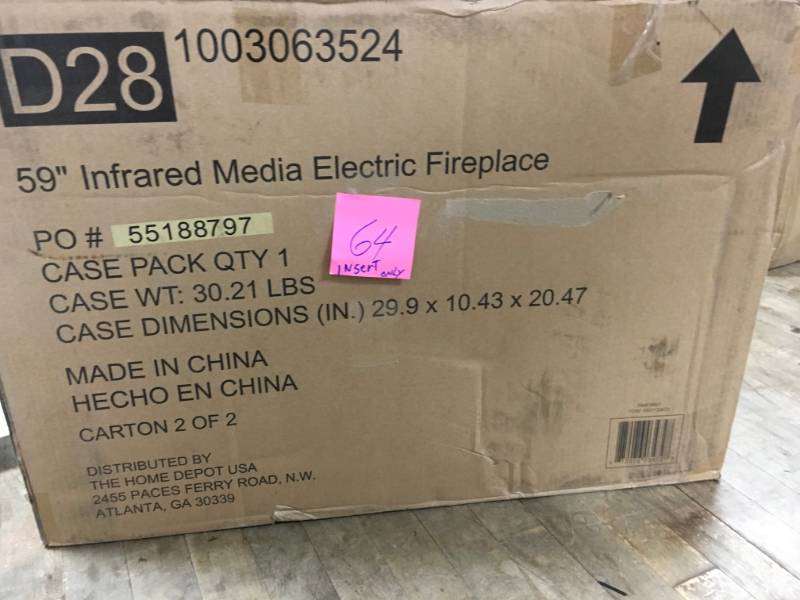 D28 1003063524
59" Infrared Media Electric Fireplace
PO # 55188797
64
INSERT only
CASE PACK QTY 1
CASE WT: 30.21 LBS
CASE DIMENSIONS (IN.) 29.9 x 10.43 x 20.47
MADE IN CHINA
HECHO EN CHINA
CARTON 2 OF 2
DISTRIBUTED BY
THE HOME DEPOT USA
2455 PACES FERRY ROAD, N.W.
ATLANTA, GA 30339